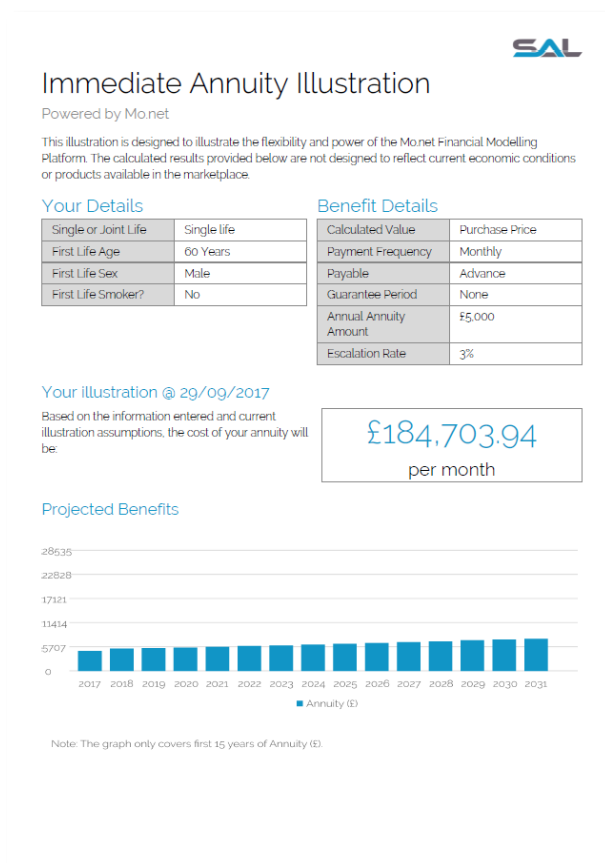 SAL
Immediate Annuity Illustration
Powered by Mo.net
This illustration is designed to illustrate the flexibility and power of the Mo.net Financial Modelling
Platform. The calculated results provided below are not designed to reflect current economic conditions
or products available in the marketplace.
Your Details
Single or Joint Life Single life
First Life Age 60 Years
First Life Sex Male
First Life Smoker? No
Benefit Details
Calculated Value Purchase Price
Payment Frequency Monthly
Payable Advance
Guarantee Period None
Annual Annuity
Amount £5,000
Escalation Rate 3%
Your illustration @ 29/09/2017
Based on the information entered and current
illustration assumptions, the cost of your annuity will
be:
£184,703.94
per month
Projected Benefits
28535
22828
17121
11414
5707
0
2017 2018 2019 2020 2021 2022 2023 2024 2025 2026 2027 2028 2029 2030 2031
Annuity (£)
Note: The graph only covers first 15 years of Annuity (£).